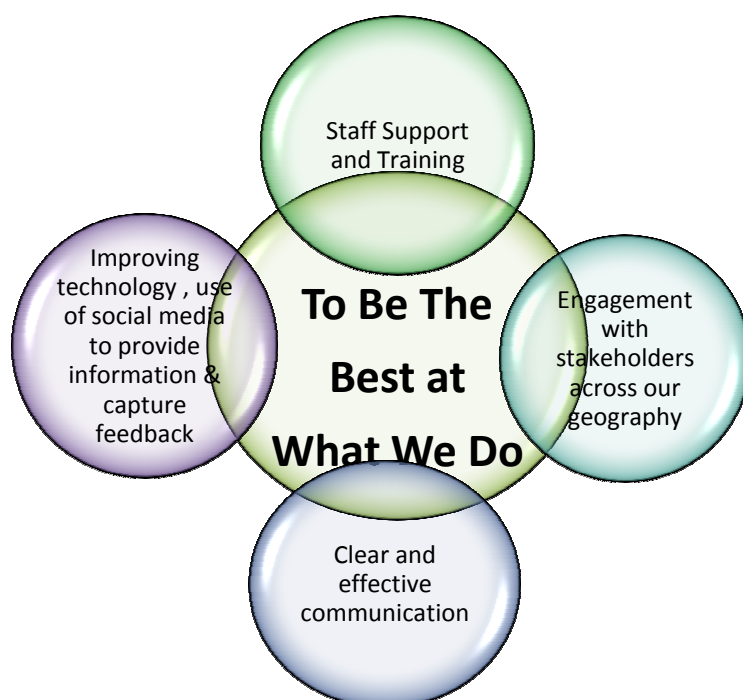 Staff Support
and Training
Improving
technology , use
of social media
to provide
information &
capture
feedback
To Be The
Best at
What We Do
Engagement
with
stakeholders
across our
geography
Clear and
effective
communication